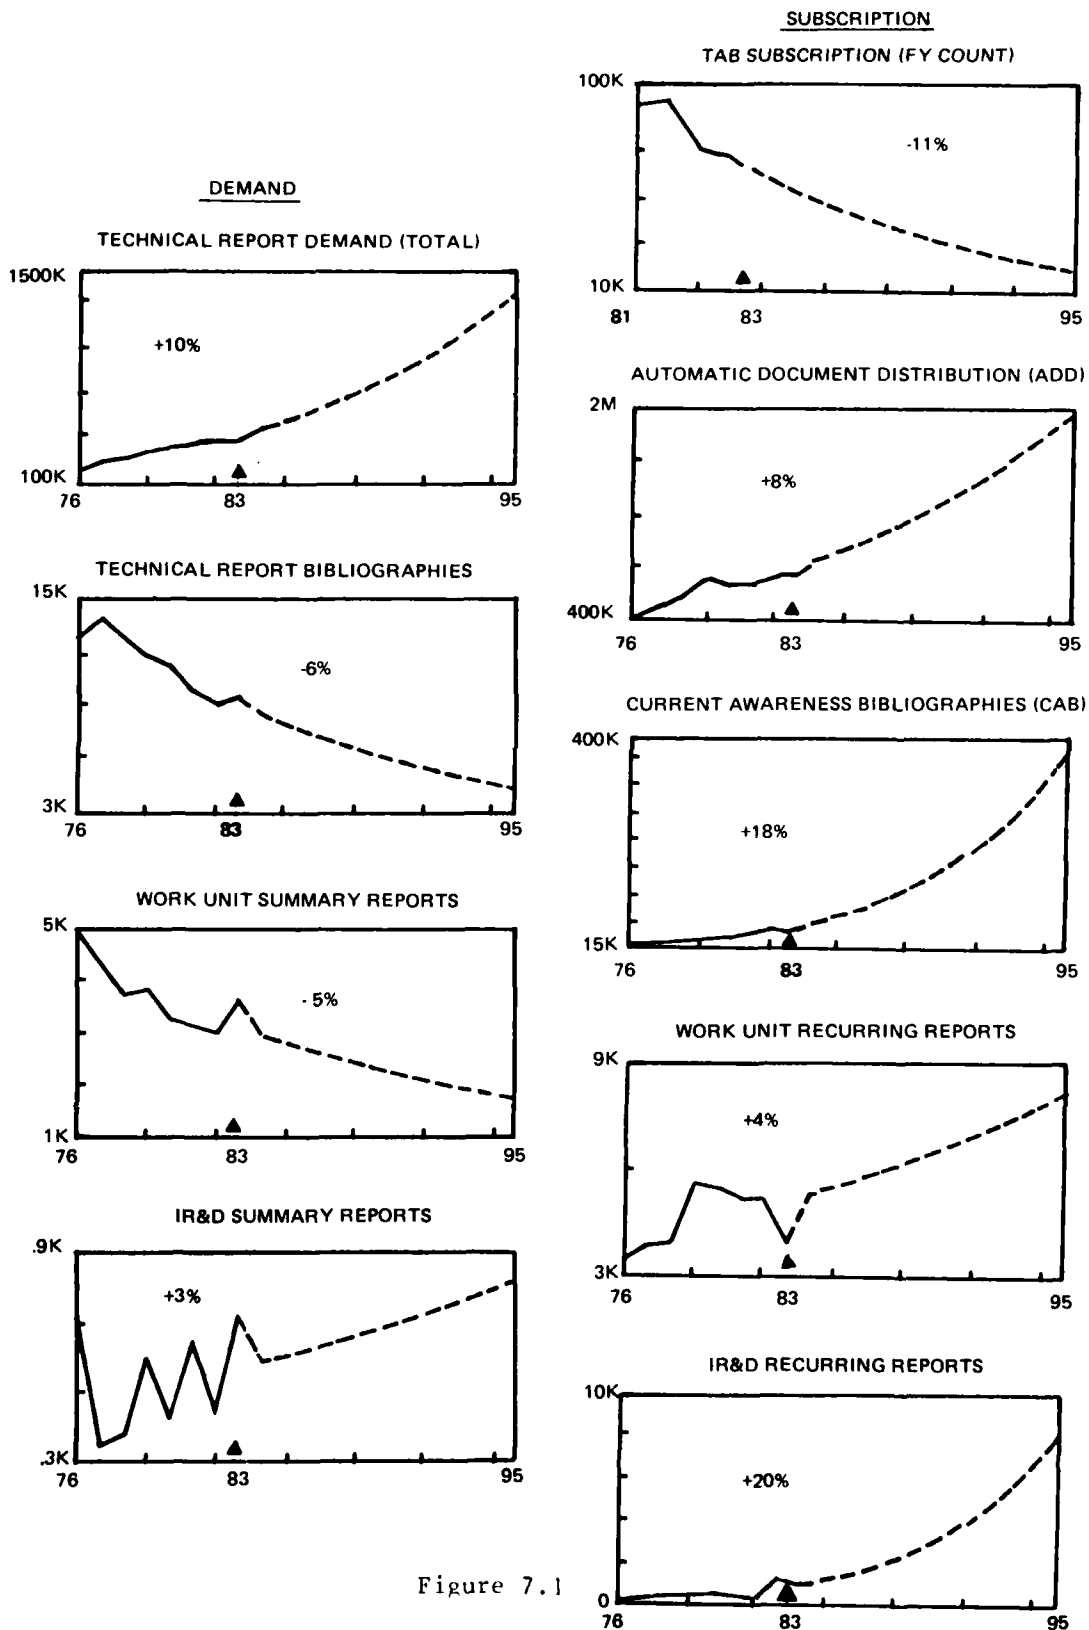 DEMAND
TECHNICAL REPORT DEMAND (TOTAL)
1500K
+10%
100K
76 83 95
TECHNICAL REPORT BIBLIOGRAPHIES
15K
-6%
3K
76 83 95
WORK UNIT SUMMARY REPORTS
5K
- 5%
1K
76 83 95
IR&D SUMMARY REPORTS
.9K
+3%
.3K
76 83 95
SUBSCRIPTION
TAB SUBSCRIPTION (FY COUNT)
100K
-11%
10K
81 83 95
AUTOMATIC DOCUMENT DISTRIBUTION (ADD)
2M
+8%
400K
76 83 95
CURRENT AWARENESS BIBLIOGRAPHIES (CAB)
400K
+18%
15K
76 83 95
WORK UNIT RECURRING REPORTS
9K
+4%
3K
76 83 95
IR&D RECURRING REPORTS
10K
+20%
0
76 83 95
Figure 7.1